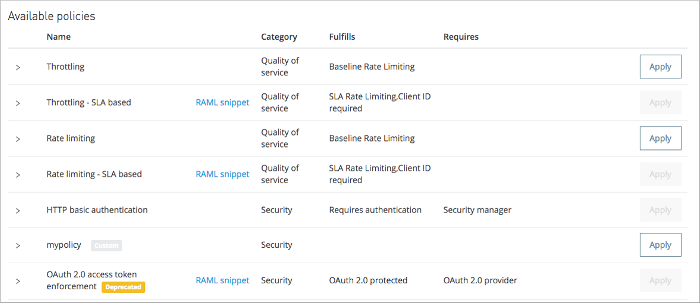 Available policies
Name Category Fulfills Requires
Throttling Quality of service Baseline Rate Limiting Apply
Throttling - SLA based RAML snippet Quality of service SLA Rate Limiting,Client ID required Apply
Rate limiting Quality of service Baseline Rate Limiting Apply
Rate limiting - SLA based RAML snippet Quality of service SLA Rate Limiting,Client ID required Apply
HTTP basic authentication Security Requires authentication Security manager Apply
mypolicy Custom Security Apply
OAuth 2.0 access token enforcement Deprecated RAML snippet Security OAuth 2.0 protected OAuth 2.0 provider Apply